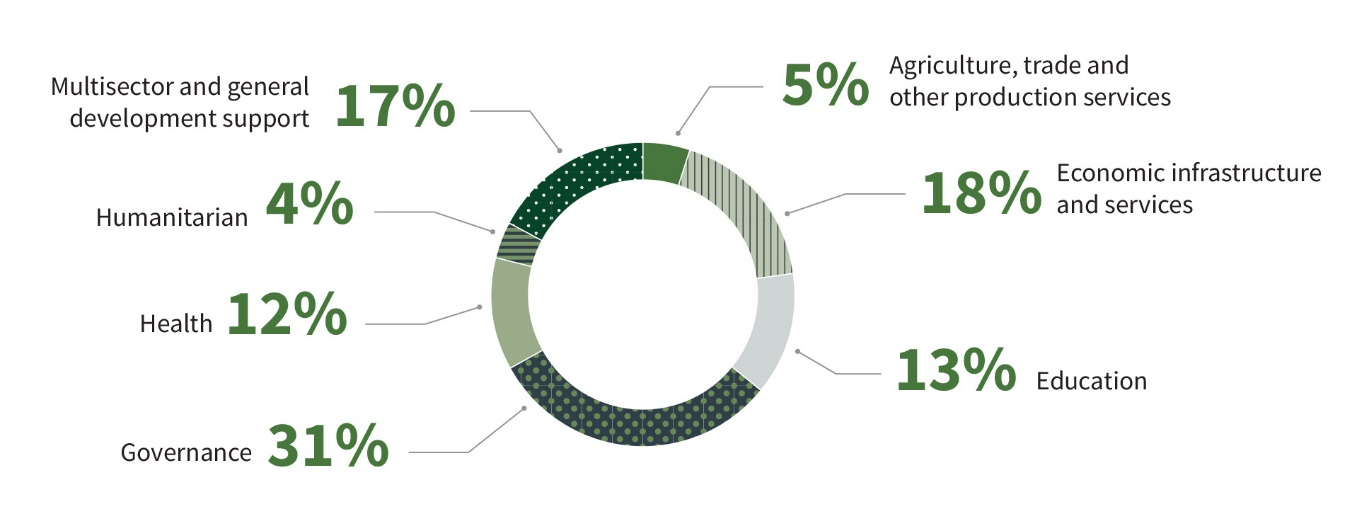 Multisector and general
development support
17%
5%
Agriculture, trade and
other production services
Humanitarian
4%
18%
Economic infrastructure
and services
Health
12%
13%
Education
Governance
31%